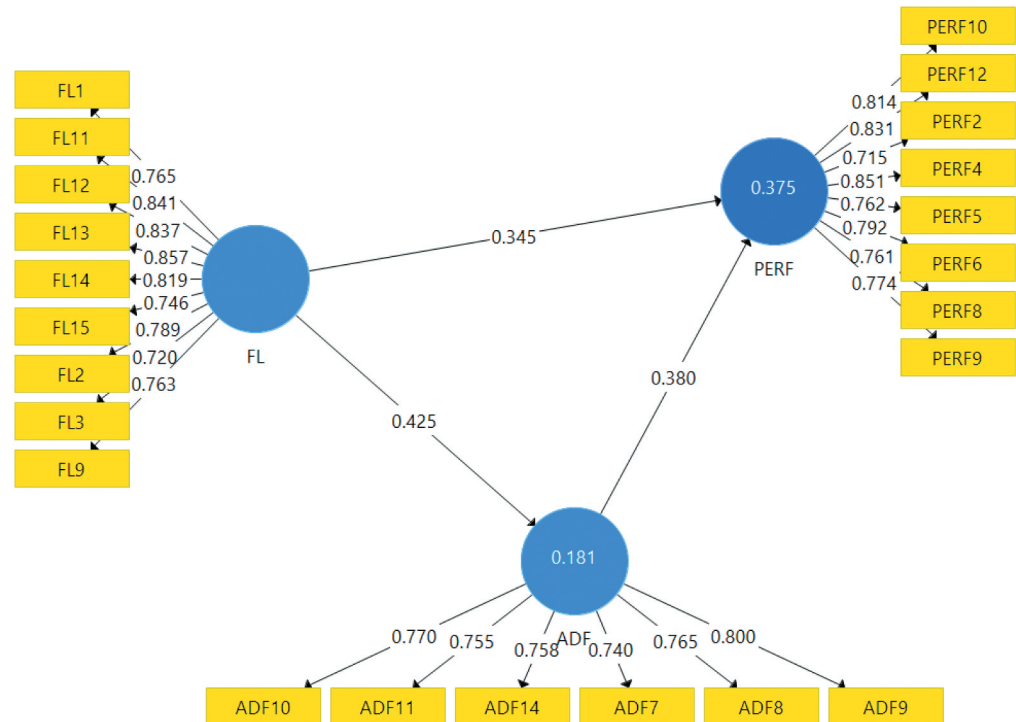 FL1
FL11
FL12
FL13
FL14
FL15
FL2
FL3
FL9
0.765
0.841
0.837
0.857
0.819
0.746
0.789
0.720
0.763
FL
0.345
0.425
0.380
PERF10
PERF12
PERF2
PERF4
PERF5
PERF6
PERF8
PERF9
0.814
0.831
0.715
0.851
0.762
0.792
0.761
0.774
0.375
PERF
0.181
ADF
0.770
0.755
0.758
0.740
0.765
0.800
ADF10
ADF11
ADF14
ADF7
ADF8
ADF9